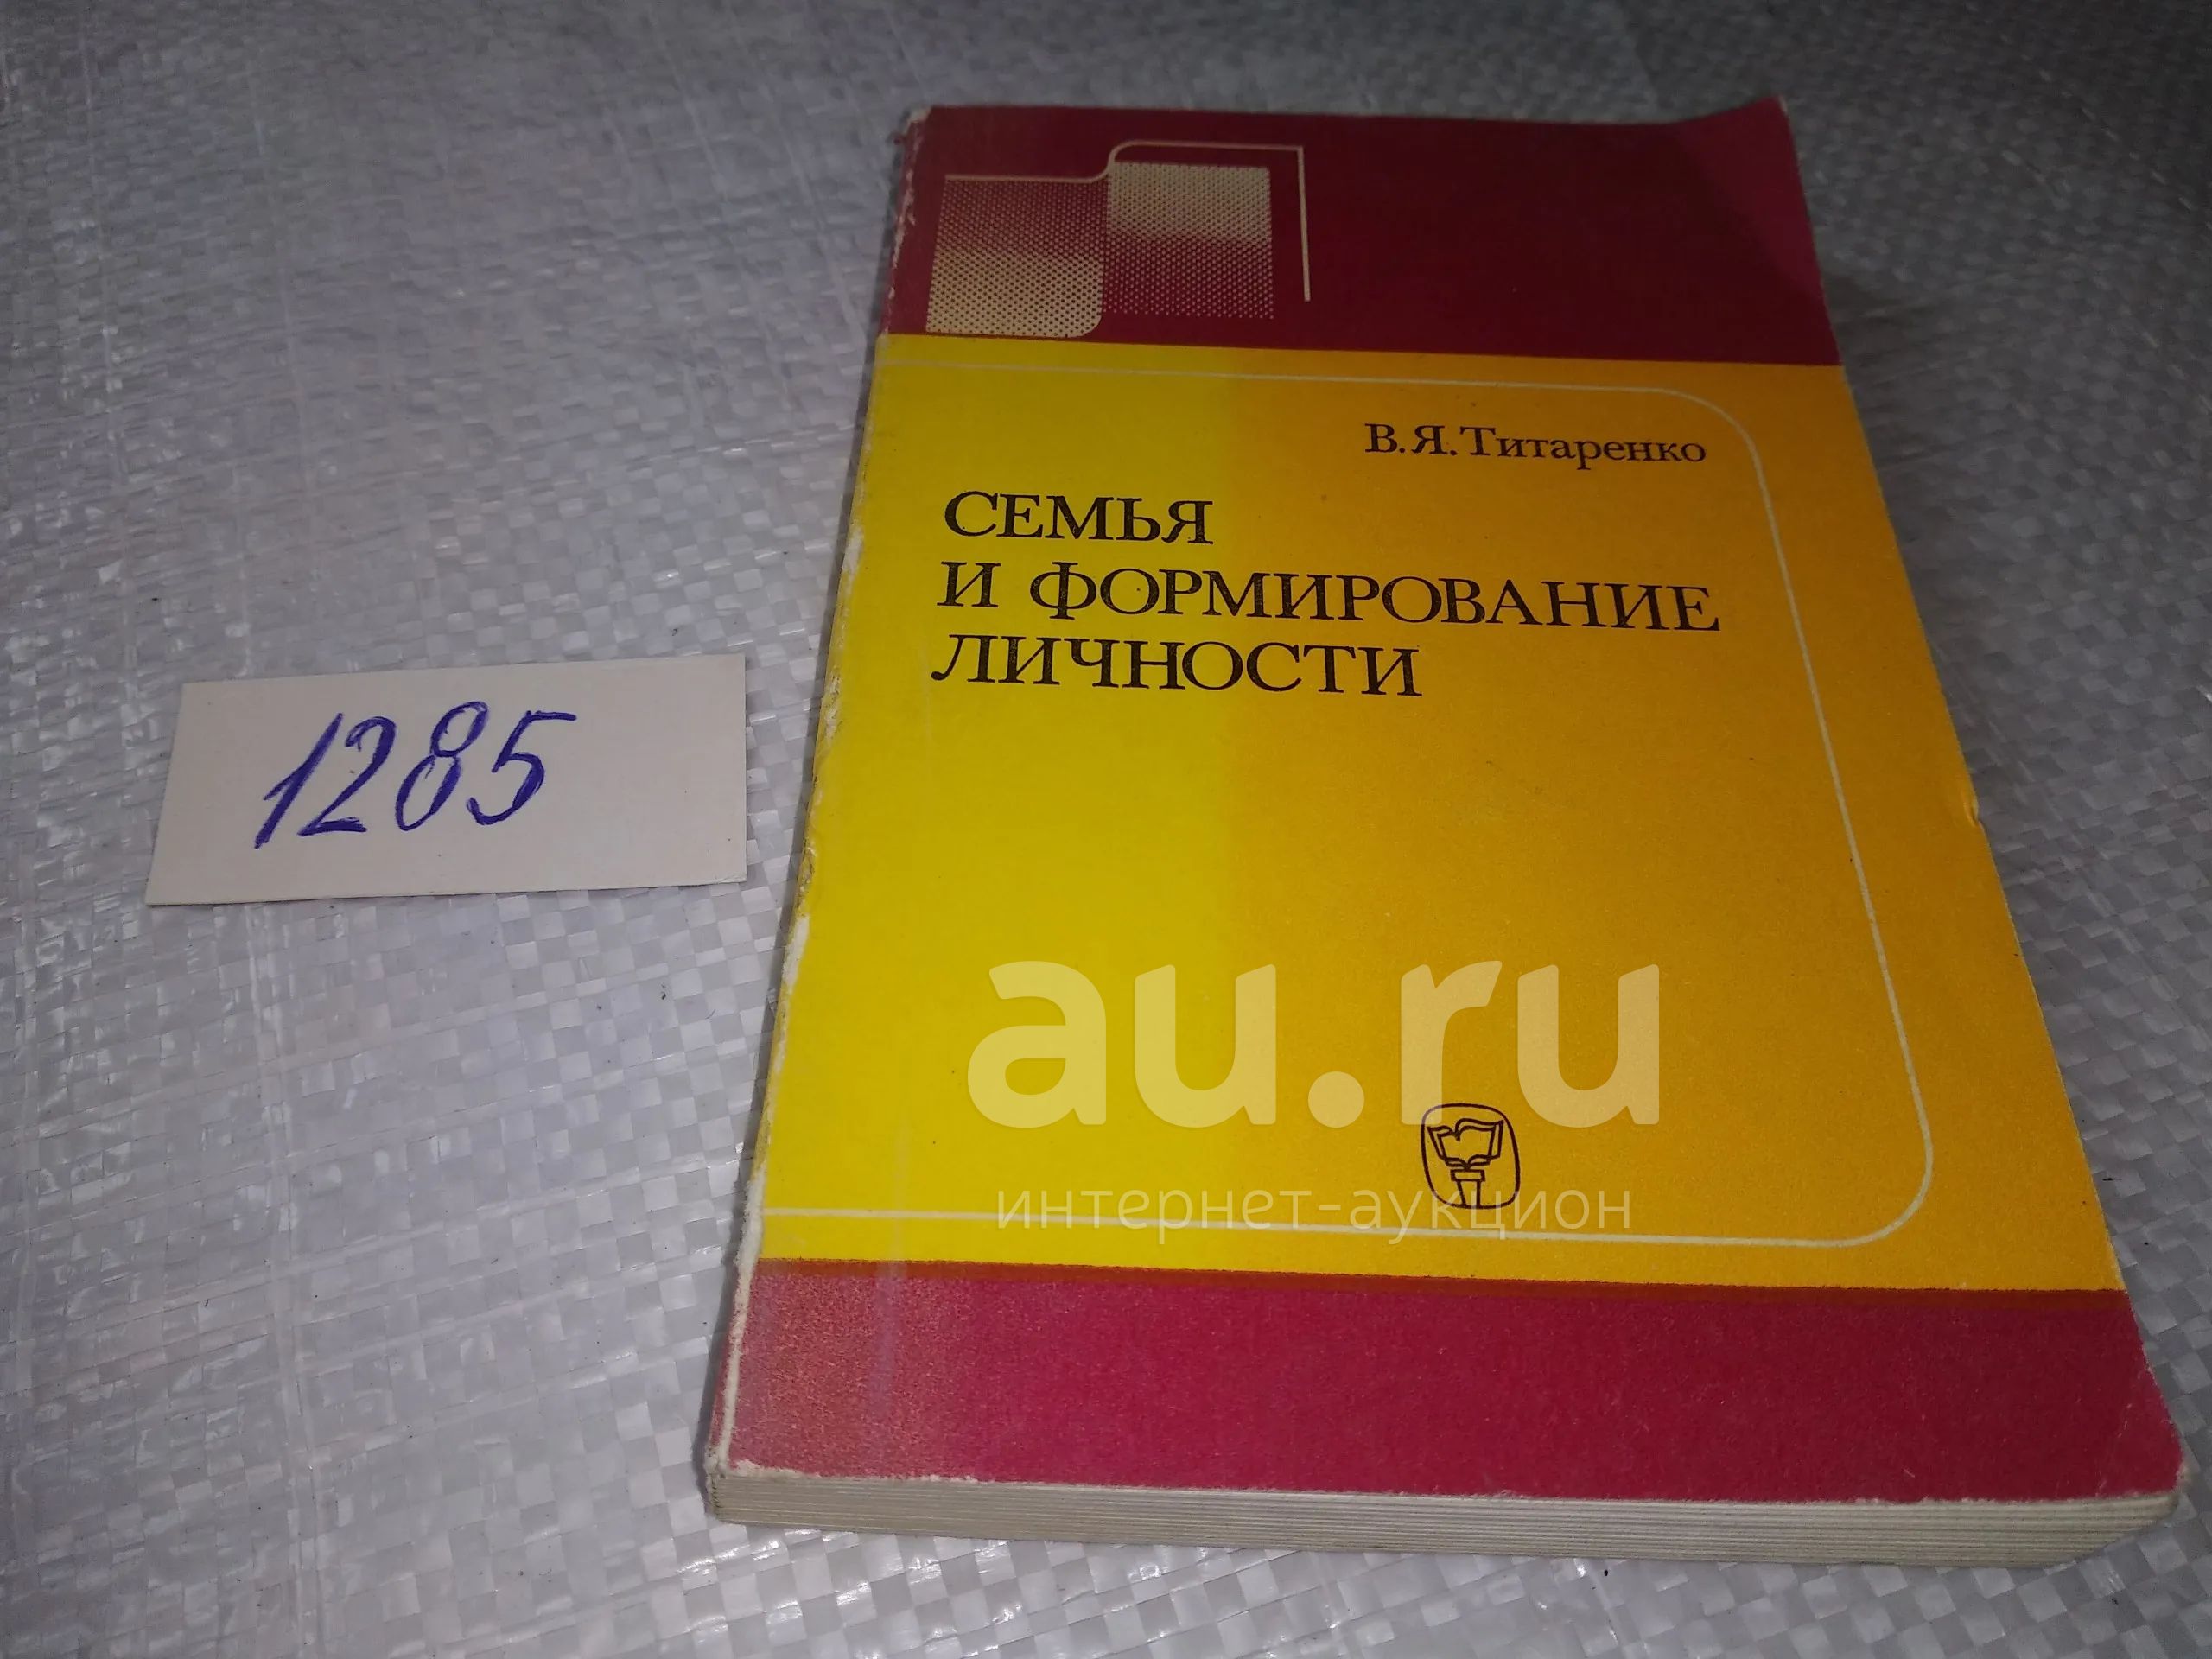 В.Я.Титаренко
СЕМЬЯ
И ФОРМИРОВАНИЕ
ЛИЧНОСТИ
1285
au.ru
интернет-аукцион